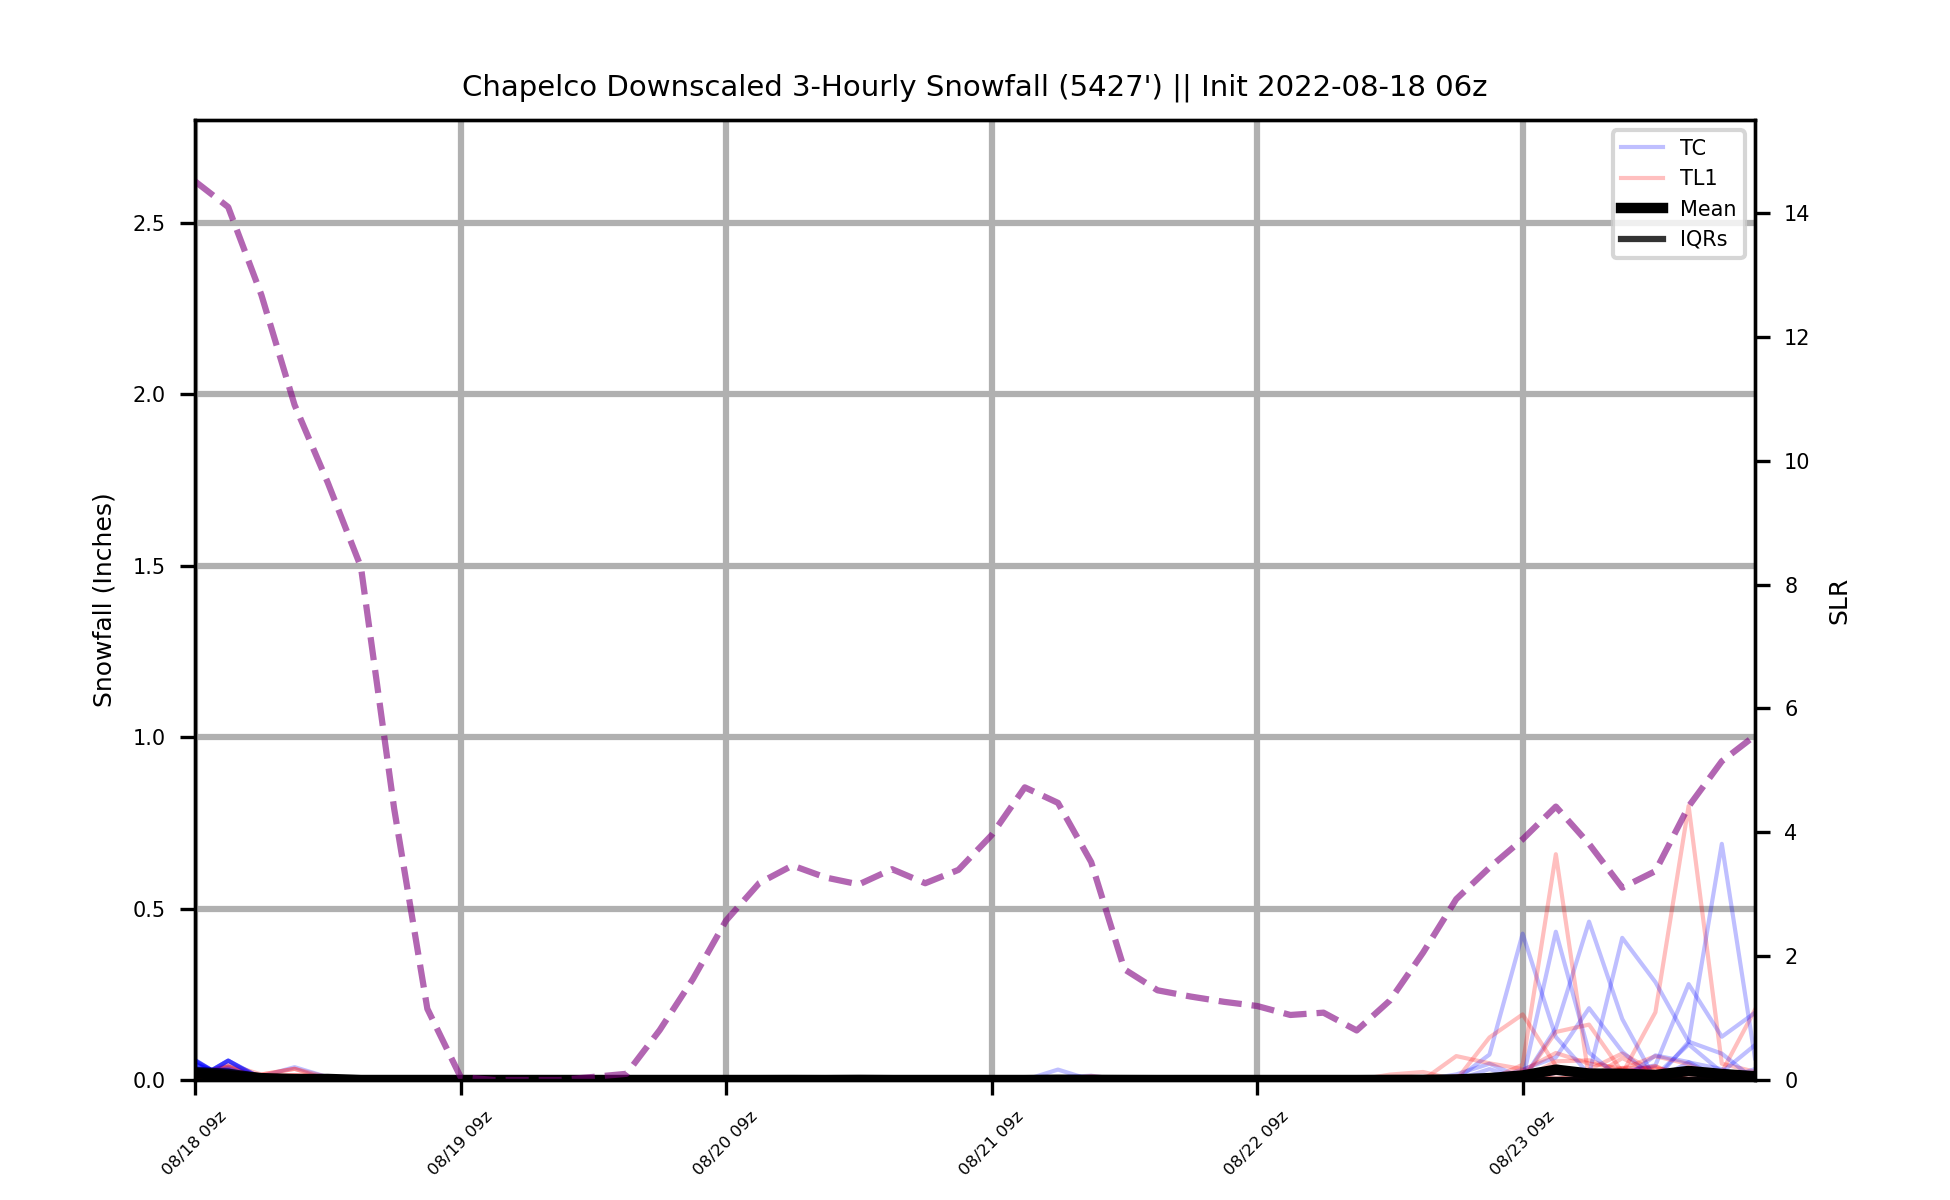 Chapelco Downscaled 3-Hourly Snowfall (5427') || Init 2022-08-18 06z
TC
TL1
Mean
IQRs
Snowfall (Inches)
2.5
2.0
1.5
1.0
0.5
0.0
SLR
14
12
10
8
6
4
2
0
08/18 09z
08/19 09z
08/20 09z
08/21 09z
08/22 09z
08/23 09z